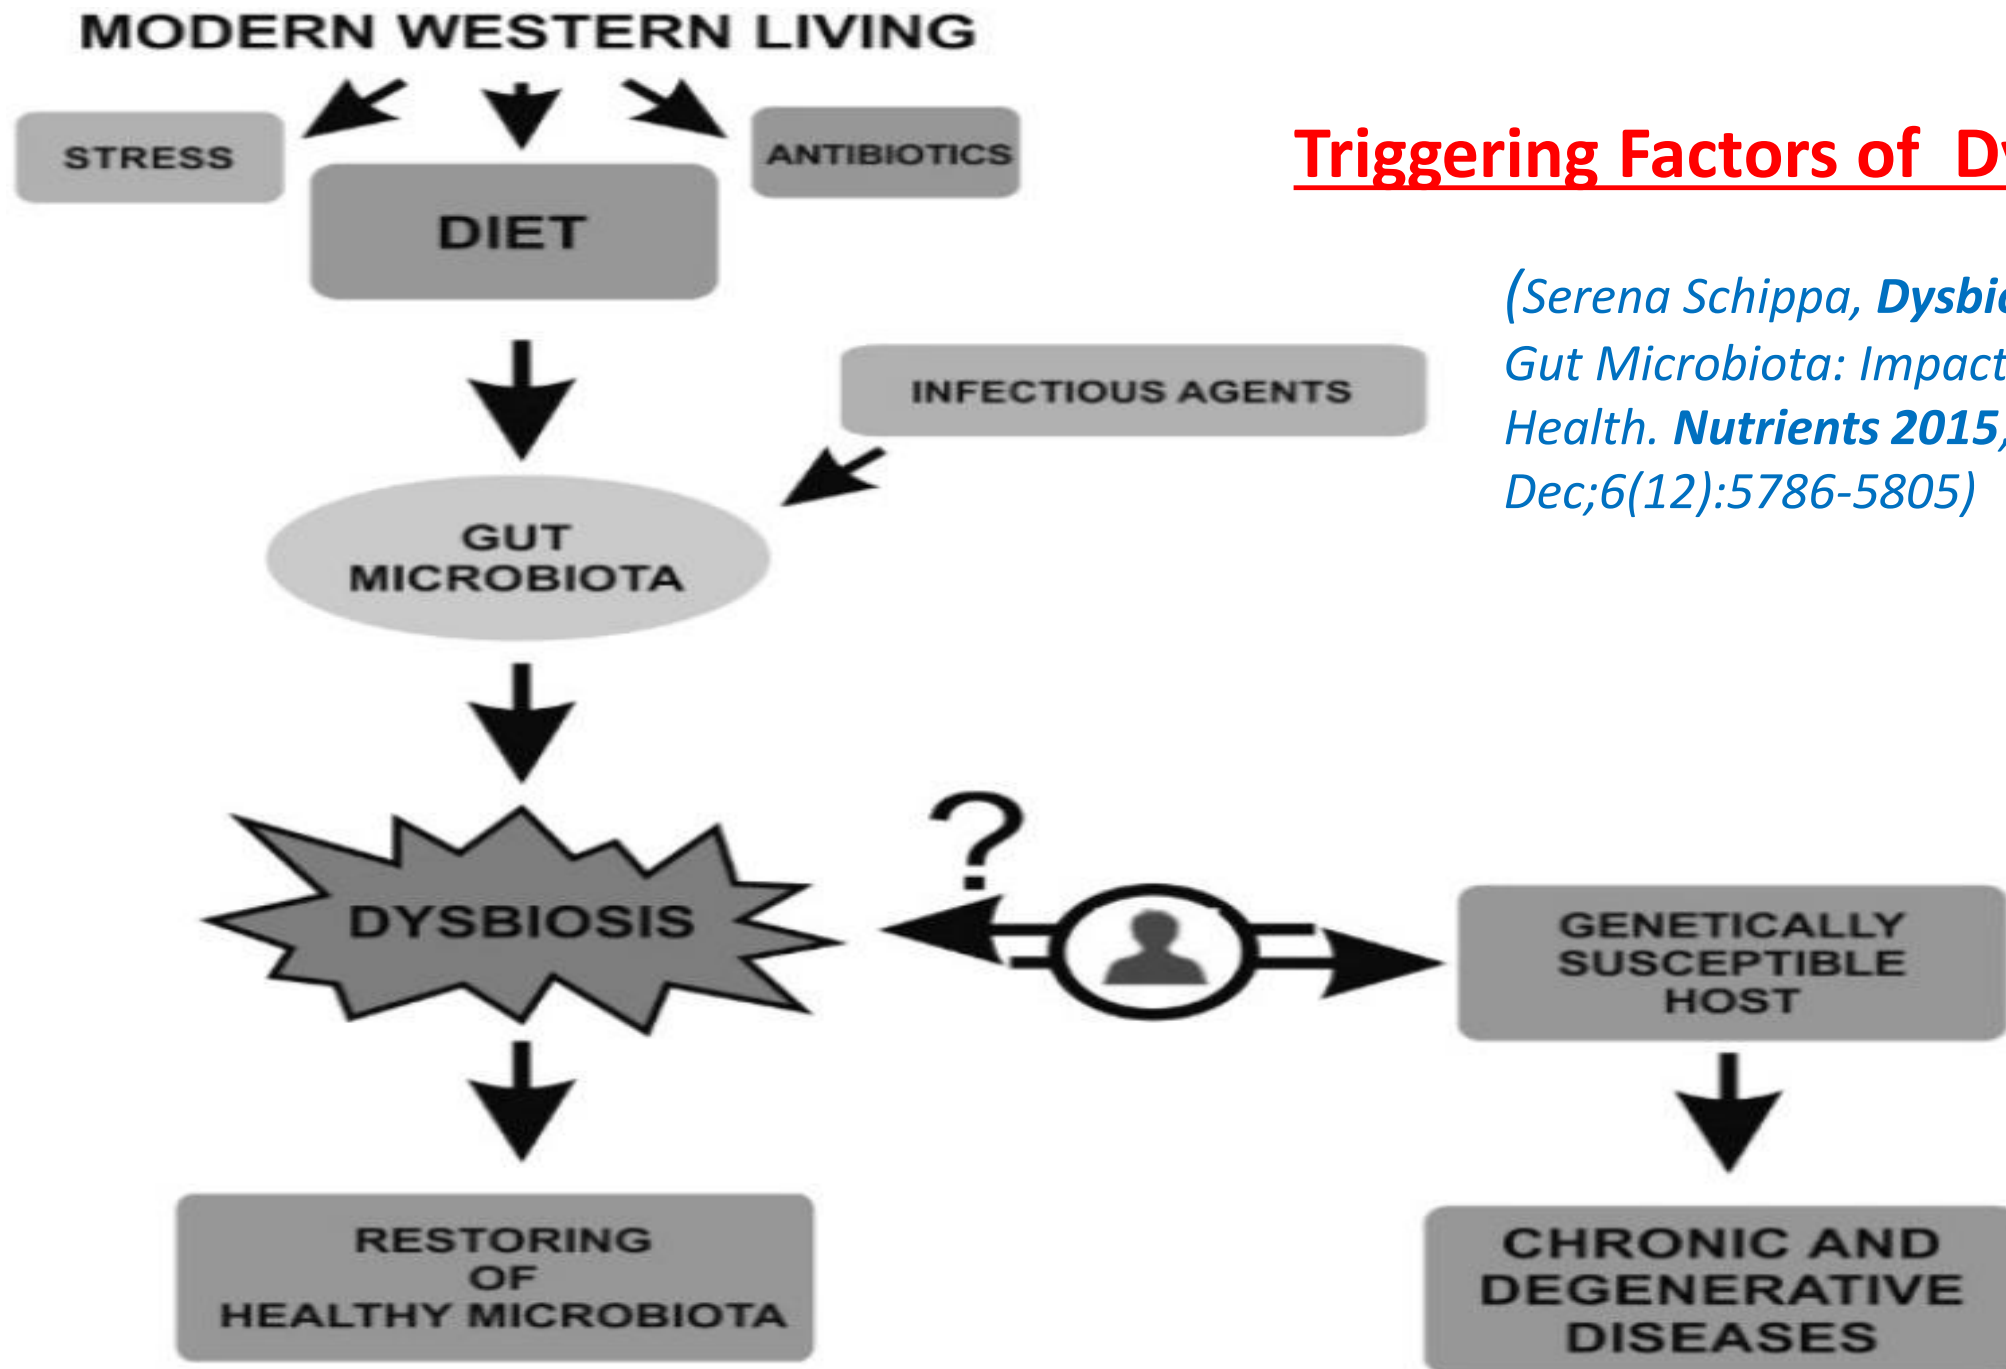 MODERN WESTERN LIVING
STRESS
DIET
ANTIBIOTICS
Triggering Factors of
(Serena Schippa,
Gut Microbiota: Impact
Health. Nutrients 2015,
Dec;6(12):5786-5805)
INFECTIOUS AGENTS
GUT
MICROBIOTA
?
DYSBIOSIS
GENETICALLY
SUSCEPTIBLE
HOST
RESTORING
OF
HEALTHY MICROBIOTA
CHRONIC AND
DEGENERATIVE
DISEASES